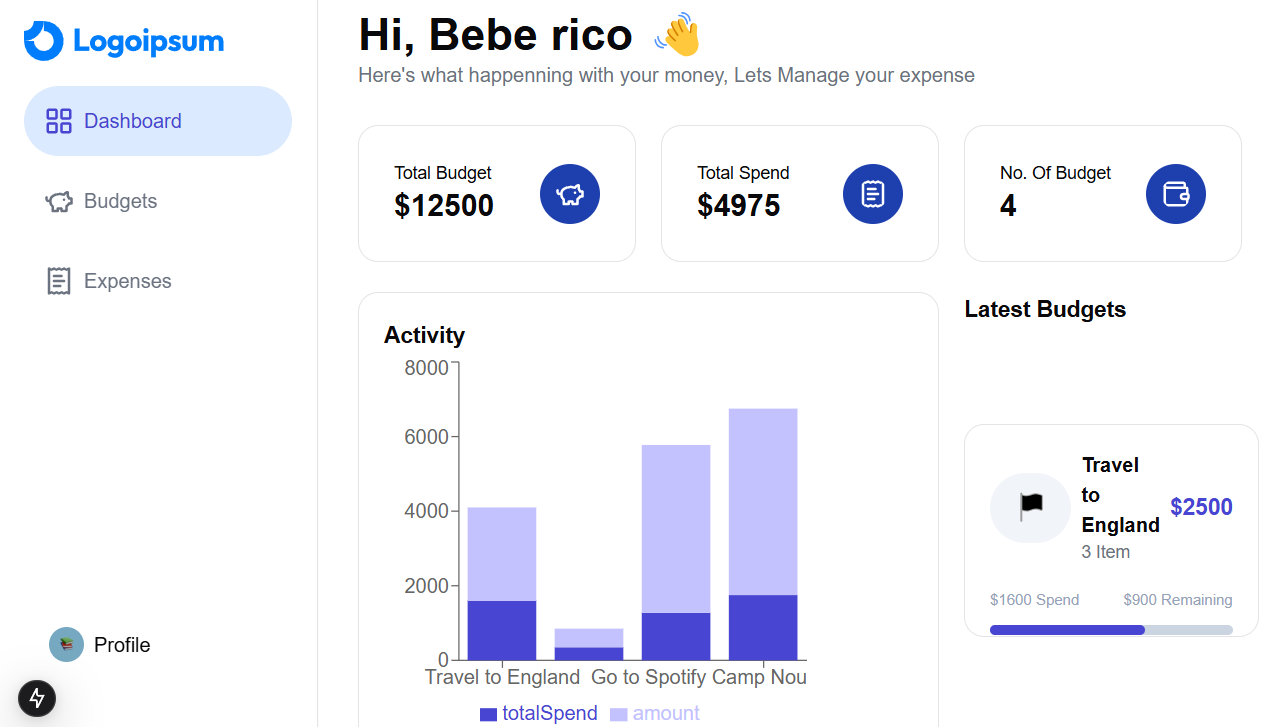 Logoipsum
Dashboard
Budgets
Expenses
Profile
Hi, Bebe rico 👋
Here's what happenning with your money, Lets Manage your expense
Total Budget
$12500
Total Spend
$4975
No. Of Budget
4
Activity
8000
6000
4000
2000
0
Travel to England Go to Spotify Camp Nou
totalSpend amount
Latest Budgets
Travel
to
England
3 Item
$2500
$1600 Spend $900 Remaining